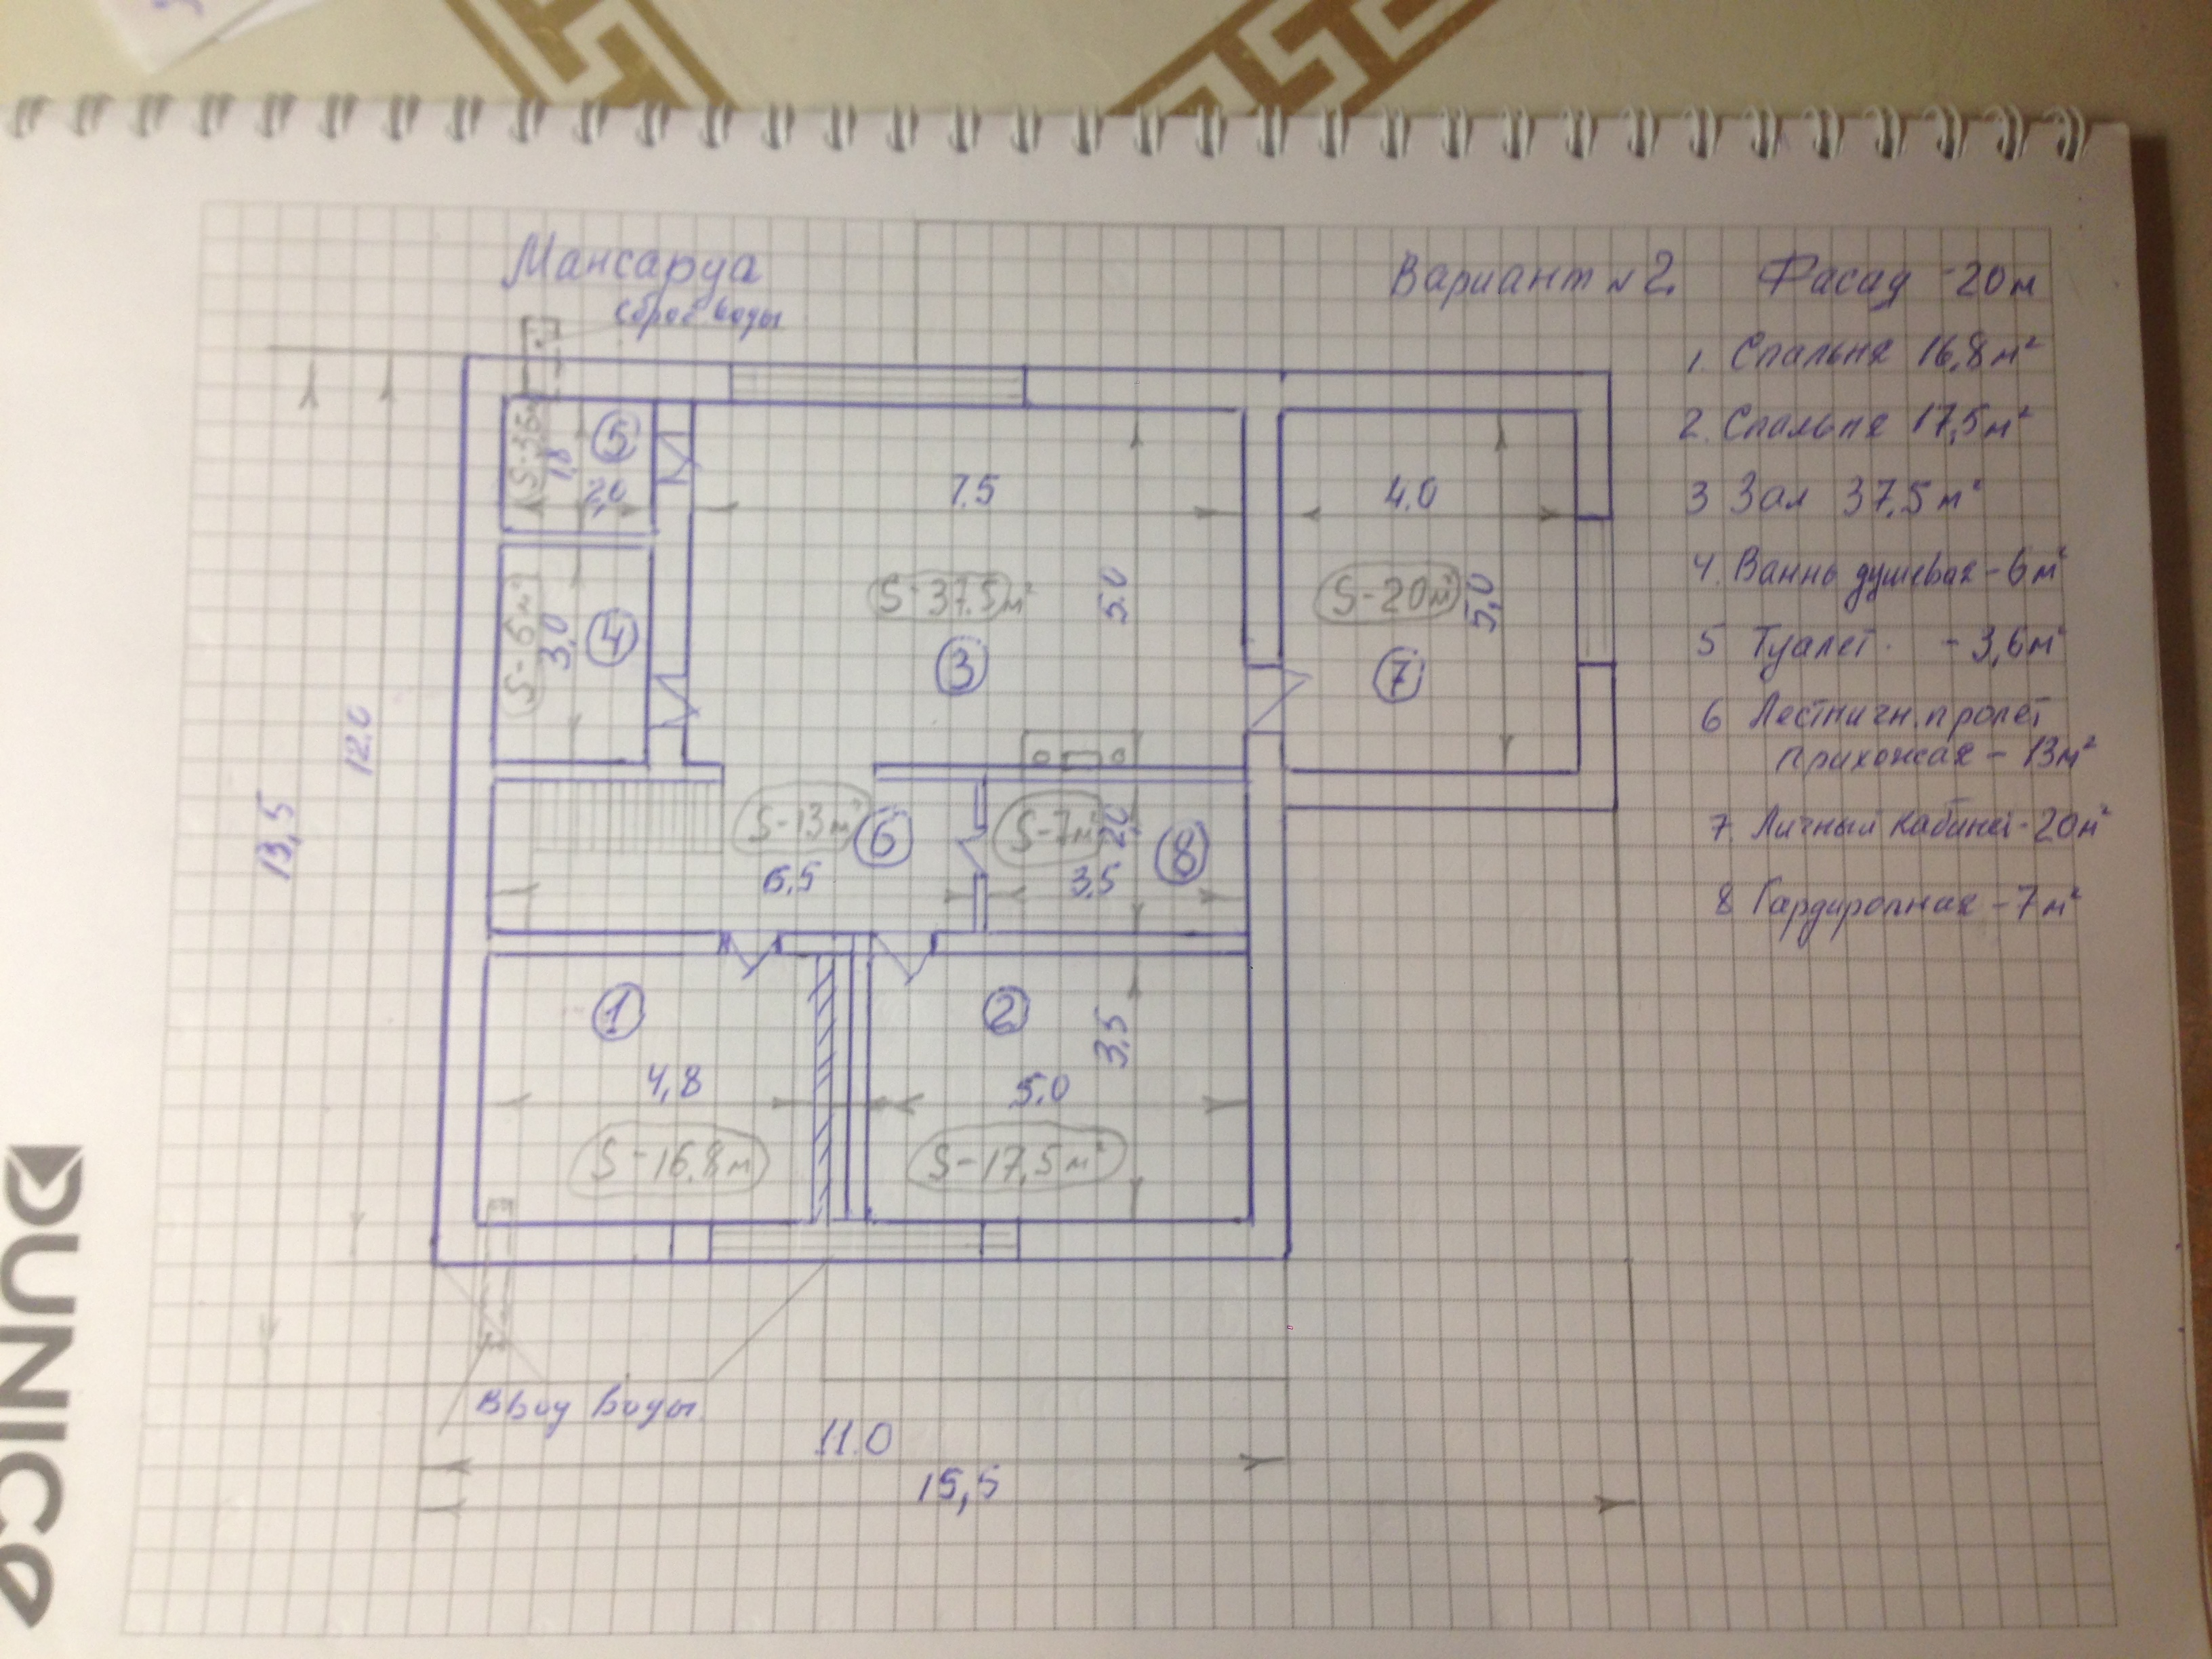 Мансарда
Сброс воды
Вариант №2. Фасад -20м
1. Спальня 16,8м²
2. Спальня 17,5м²
3 Зал 37.5м²
4. Ваннь душевая-6м²
5 Туалет. -3,6м²
6 Лестничн.пролет
прихожая-13м²
7. Личный кабинет-20м²
8 Гардиропная-7м²
S-3,6м²
1,8
2,0
5
7.5
4.0
S-6м²
3,0
4
S-37.5м²
5.0
3
S-20м²
5,0
7
12.0
13,5
S-13м²
6
6,5
S-7м²
2,0
8
3,5
1
4,8
S-16.8м
2
3,5
5.0
S-17,5м²
Ввод воды.
11.0
15,5
DUNIC